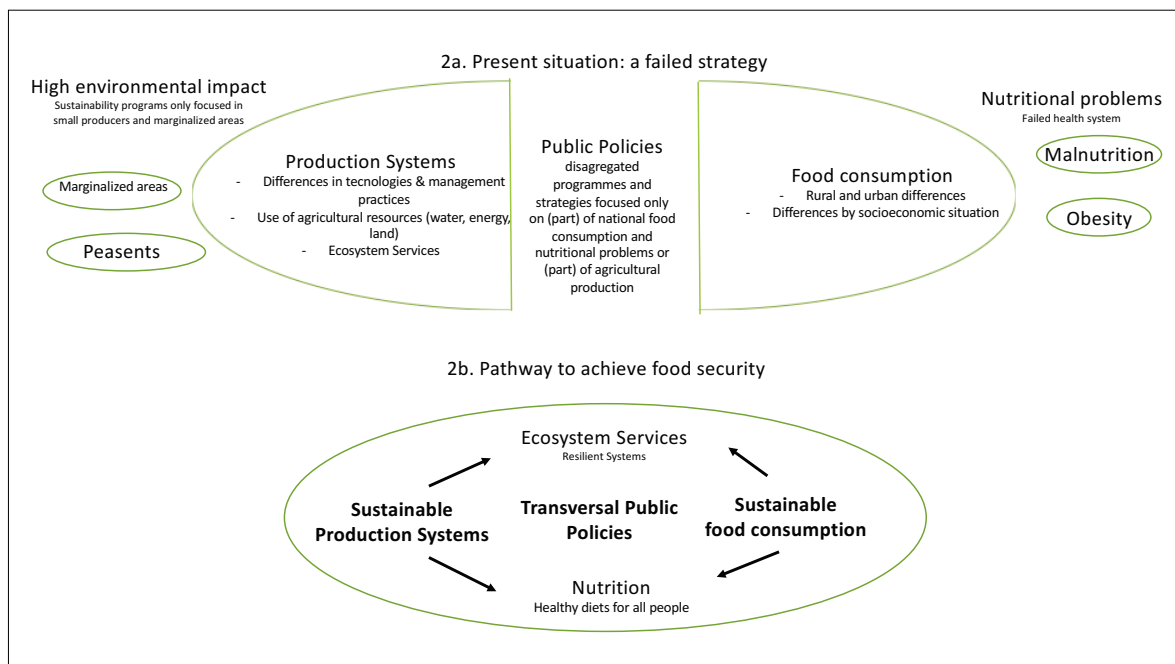 2a. Present situation: a failed strategy
High environmental impact
Sustainability programs only focused in
small producers and marginalized areas
Marginalized areas
Peasents
Production Systems
- Differences in tecnologies & management
practices
- Use of agricultural resources (water, energy,
land)
- Ecosystem Services
Public Policies
disagregated
programmes and
strategies focused only
on (part) of national food
consumption and
nutritional problems or
(part) of agricultural
production
Food consumption
- Rural and urban differences
- Differences by socioeconomic situation
Nutritional problems
Failed health system
Malnutrition
Obesity
2b. Pathway to achieve food security
Ecosystem Services
Resilient Systems
Sustainable
Production Systems
Transversal Public
Policies
Sustainable
food consumption
Nutrition
Healthy diets for all people